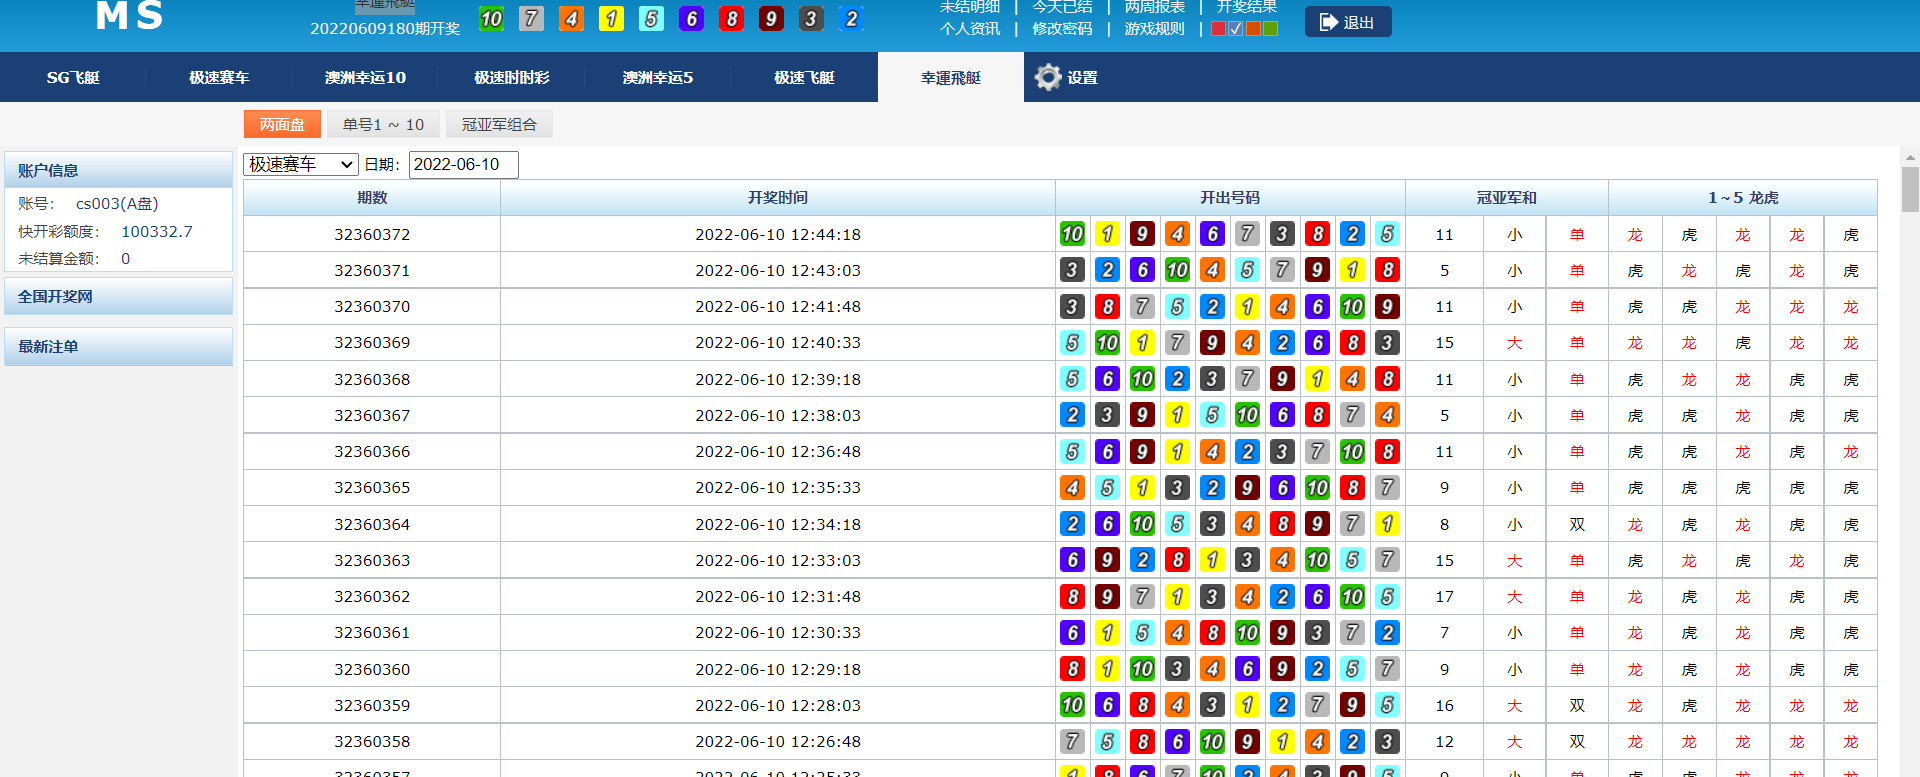 MS
幸運飛艇
20220609180期开奖
10 7 4 1 5 6 8 9 3 2
未结明细 | 今天已结 | 两周报表 | 开奖结果
个人资讯 | 修改密码 | 游戏规则 |
退出
SG飞艇 极速赛车 澳洲幸运10 极速时时彩 澳洲幸运5 极速飞艇 幸運飛艇 设置
两面盘 单号1 ~ 10 冠亚军组合
账户信息
账号： cs003(A盘)
快开彩额度： 100332.7
未结算金额： 0
全国开奖网
最新注单
极速赛车 日期： 2022-06-10
期数 开奖时间 开出号码 冠亚军和 1 ~ 5 龙虎
32360372 2022-06-10 12:44:18 10 1 9 4 6 7 3 8 2 5 11 小 单 龙 虎 龙 龙 虎
32360371 2022-06-10 12:43:03 3 2 6 10 4 5 7 9 1 8 5 小 单 虎 龙 虎 龙 虎
32360370 2022-06-10 12:41:48 3 8 7 5 2 1 4 6 10 9 11 小 单 虎 虎 龙 龙 龙
32360369 2022-06-10 12:40:33 5 10 1 7 9 4 2 6 8 3 15 大 单 龙 龙 虎 龙 龙
32360368 2022-06-10 12:39:18 5 6 10 2 3 7 9 1 4 8 11 小 单 虎 龙 龙 虎 虎
32360367 2022-06-10 12:38:03 2 3 9 1 5 10 6 8 7 4 5 小 单 虎 虎 龙 虎 虎
32360366 2022-06-10 12:36:48 5 6 9 1 4 2 3 7 10 8 11 小 单 虎 虎 龙 虎 龙
32360365 2022-06-10 12:35:33 4 5 1 3 2 9 6 10 8 7 9 小 单 虎 虎 虎 虎 虎
32360364 2022-06-10 12:34:18 2 6 10 5 3 4 8 9 7 1 8 小 双 龙 虎 龙 虎 虎
32360363 2022-06-10 12:33:03 6 9 2 8 1 3 4 10 5 7 15 大 单 虎 龙 虎 龙 虎
32360362 2022-06-10 12:31:48 8 9 7 1 3 4 2 6 10 5 17 大 单 龙 虎 龙 虎 虎
32360361 2022-06-10 12:30:33 6 1 5 4 8 10 9 3 7 2 7 小 单 龙 虎 龙 虎 虎
32360360 2022-06-10 12:29:18 8 1 10 3 4 6 9 2 5 7 9 小 单 龙 虎 龙 虎 虎
32360359 2022-06-10 12:28:03 10 6 8 4 3 1 2 7 9 5 16 大 双 龙 虎 龙 龙 龙
32360358 2022-06-10 12:26:48 7 5 8 6 10 9 1 4 2 3 12 大 双 龙 龙 龙 龙 龙
32360357 2022-06-10 12:25:33 1 8 6 7 10 2 4 3 9 5 9 小 单 虎 虎 龙 龙 龙